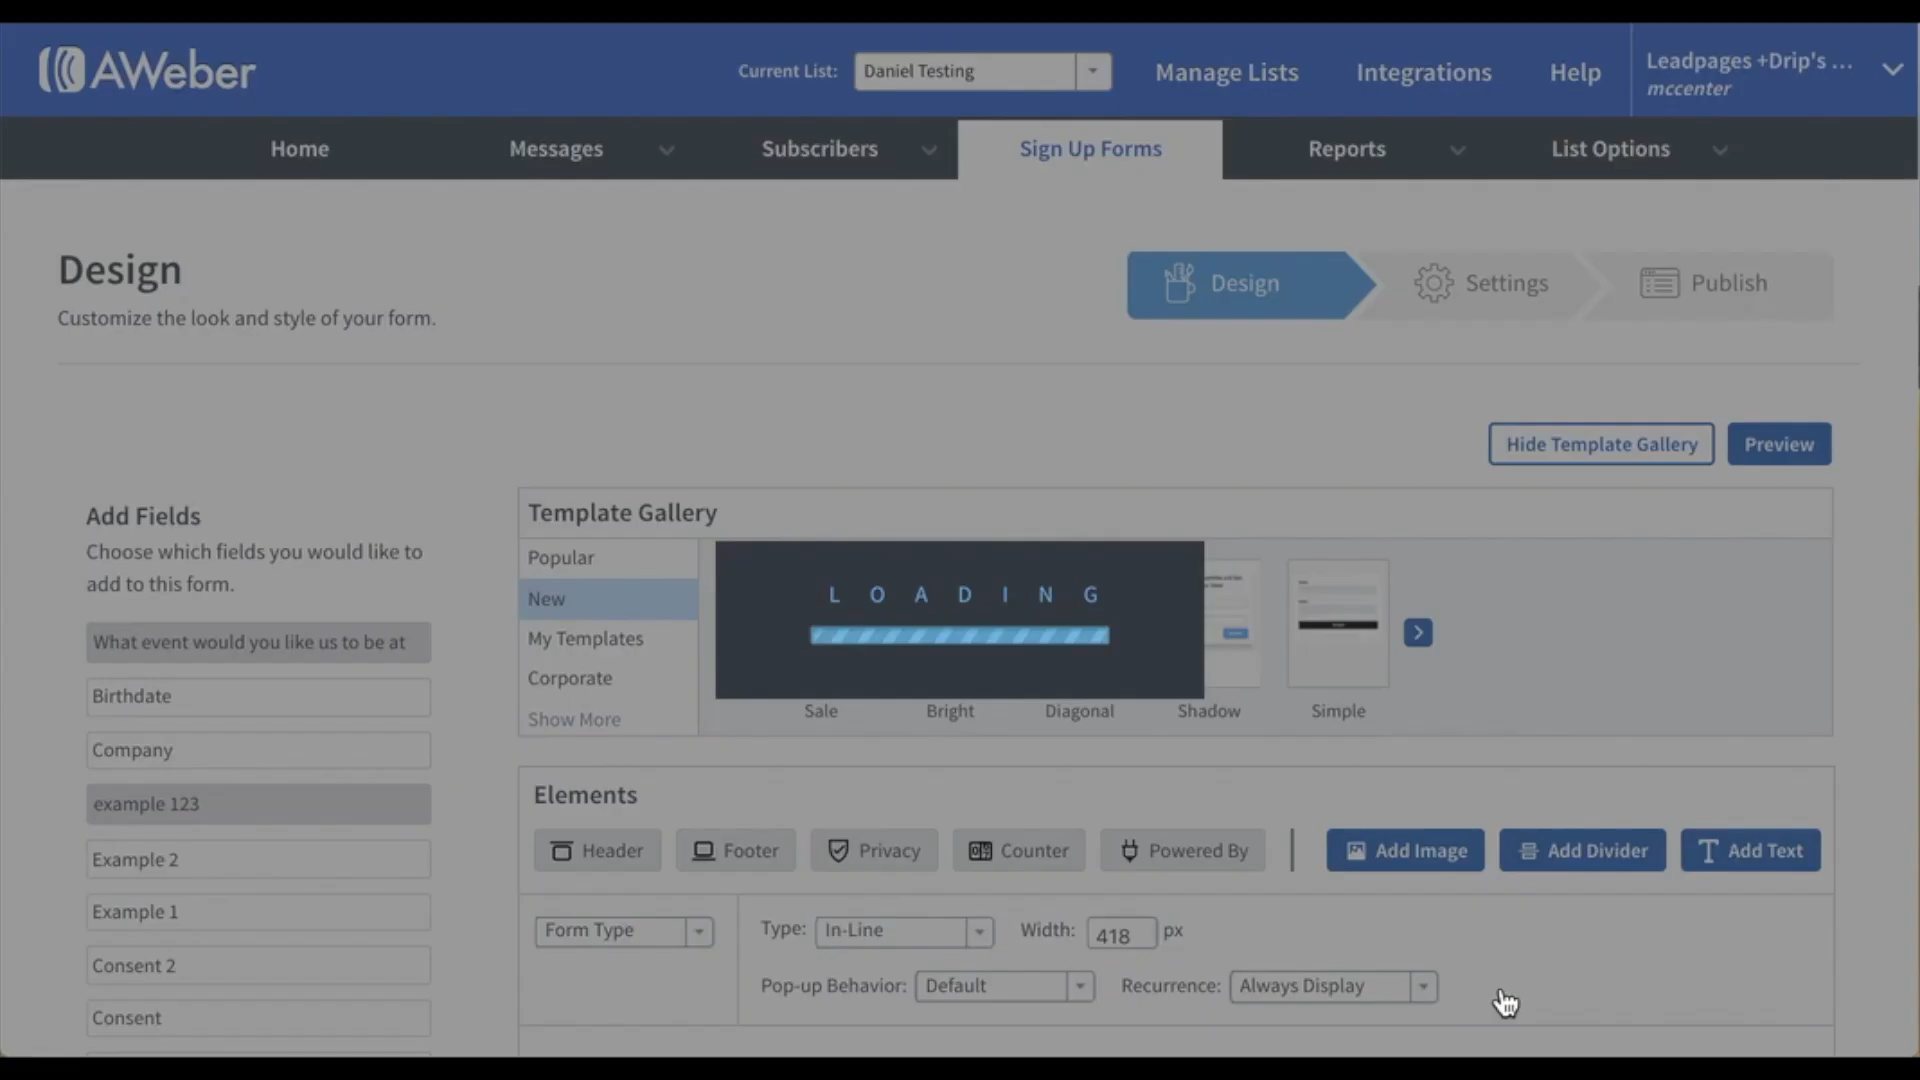 AWeber
Current List: Daniel Testing
Manage Lists
Integrations
Help
Leadpages +Drip's ...
mccenter
Home
Messages
Subscribers
Sign Up Forms
Reports
List Options
Design
Customize the look and style of your form.
Design
Settings
Publish
Hide Template Gallery
Preview
Add Fields
Choose which fields you would like to
add to this form.
What event would you like us to be at
Birthdate
Company
example 123
Example 2
Example 1
Consent 2
Consent
Template Gallery
Popular
New
My Templates
Corporate
Show More
LOADING
Sale
Bright
Diagonal
Shadow
Simple
Elements
Header
Footer
Privacy
Counter
Powered By
Add Image
Add Divider
Add Text
Form Type
Type: In-Line
Width: 418 px
Pop-up Behavior: Default
Recurrence: Always Display